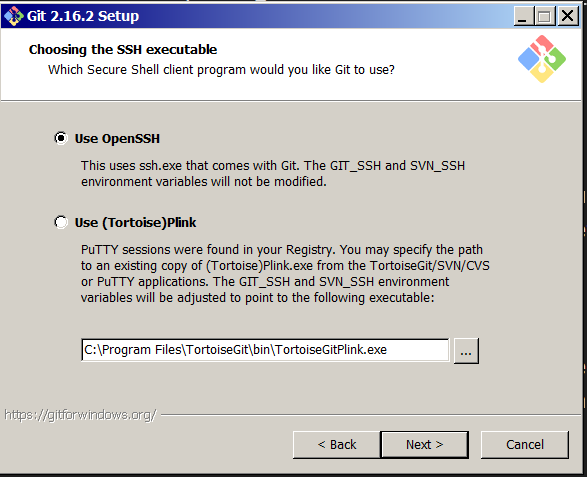 Git 2.16.2 Setup
Choosing the SSH executable
Which Secure Shell client program would you like Git to use?
Use OpenSSH
This uses ssh.exe that comes with Git. The GIT_SSH and SVN_SSH
environment variables will not be modified.
Use (Tortoise)Plink
PuTTY sessions were found in your Registry. You may specify the path
to an existing copy of (Tortoise)Plink.exe from the TortoiseGit/SVN/CVS
or PuTTY applications. The GIT_SSH and SVN_SSH environment
variables will be adjusted to point to the following executable:
C:\Program Files\TortoiseGit\bin\TortoiseGitPlink.exe
...
https://gitforwindows.org/
< Back
Next >
Cancel